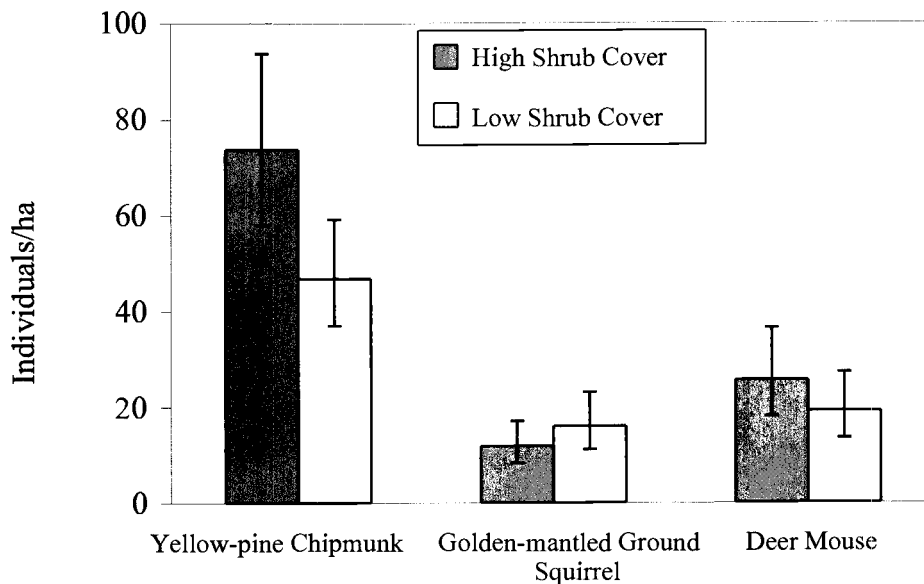 100
High Shrub Cover
80
Low Shrub Cover
60
Individuals/ha
40
20
0
Yellow-pine Chipmunk
Golden-mantled Ground
Squirrel
Deer Mouse